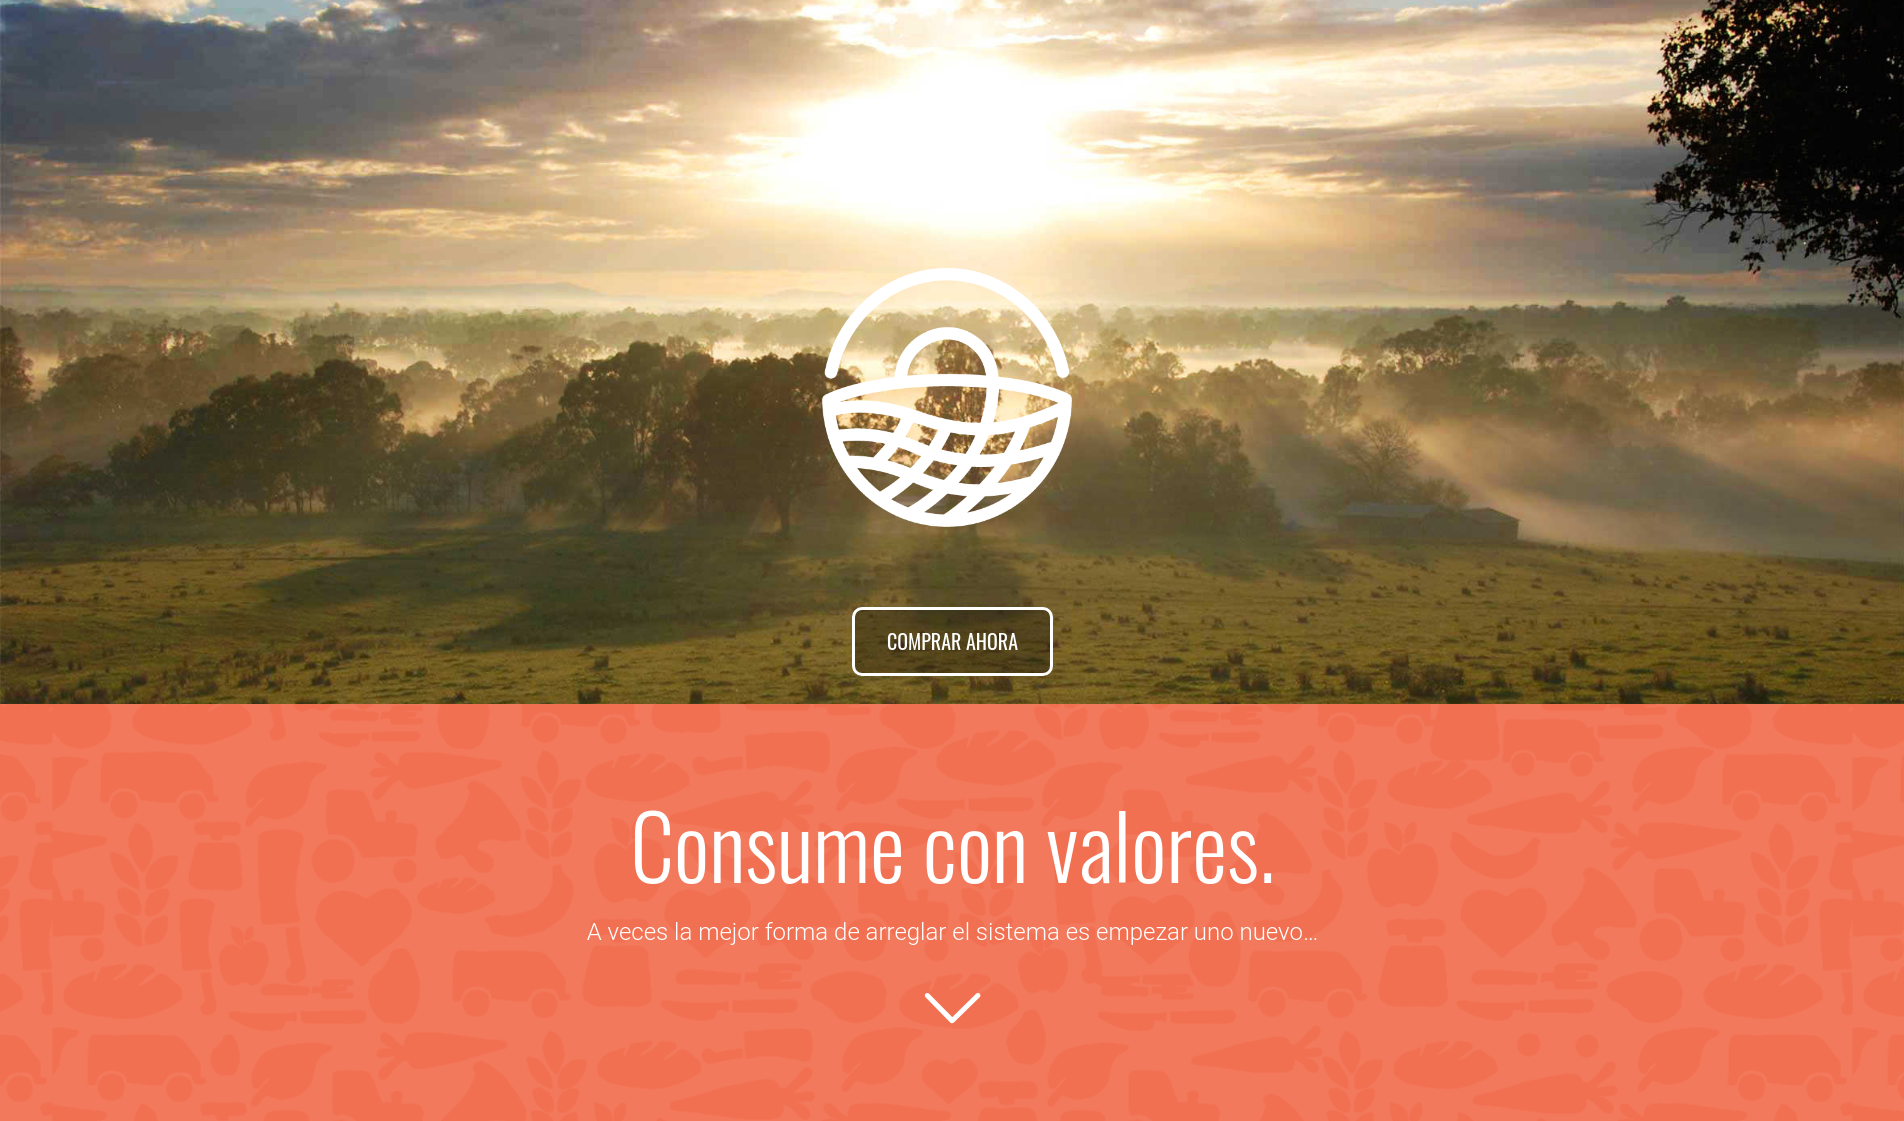 COMPRAR AHORA
Consume con valores.
A veces la mejor forma de arreglar el sistema es empezar uno nuevo...